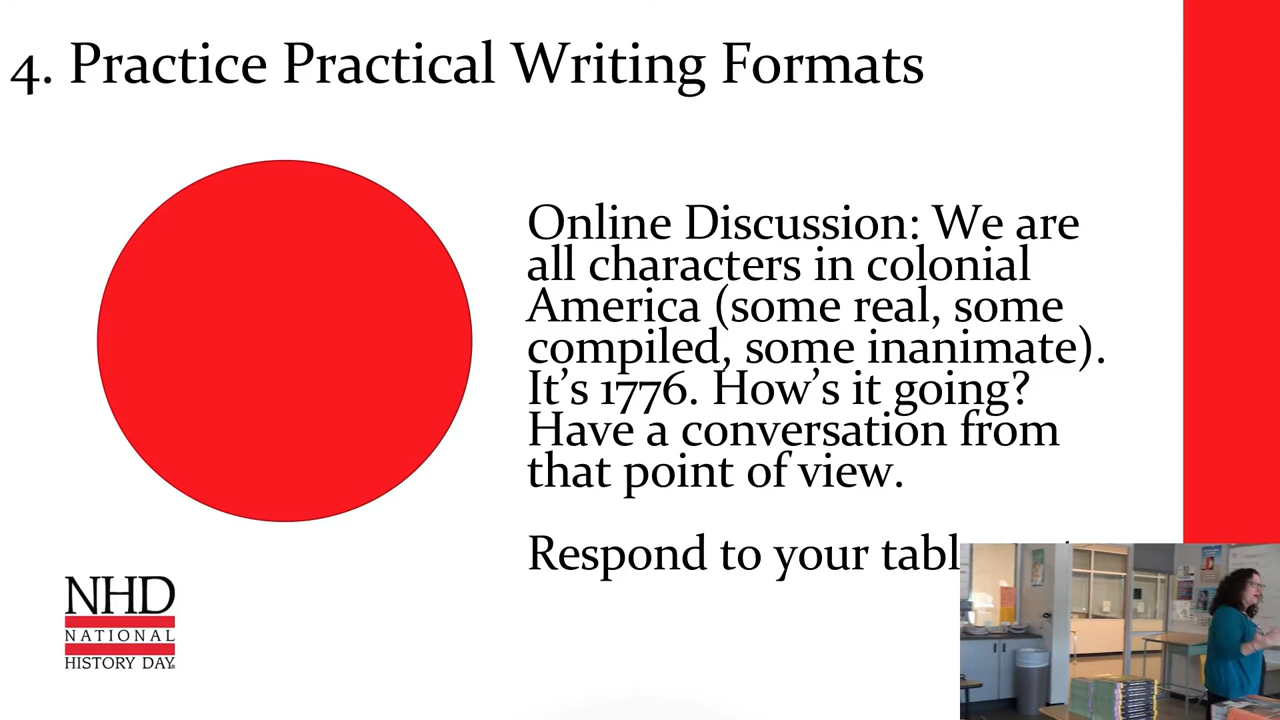 4. Practice Practical Writing Formats
Online Discussion: We are
all characters in colonial
America (some real, some
compiled, some inanimate).
It's 1776. How's it going?
Have a conversation from
that point of view.
Respond to your
NHD
NATIONAL
HISTORY DAY